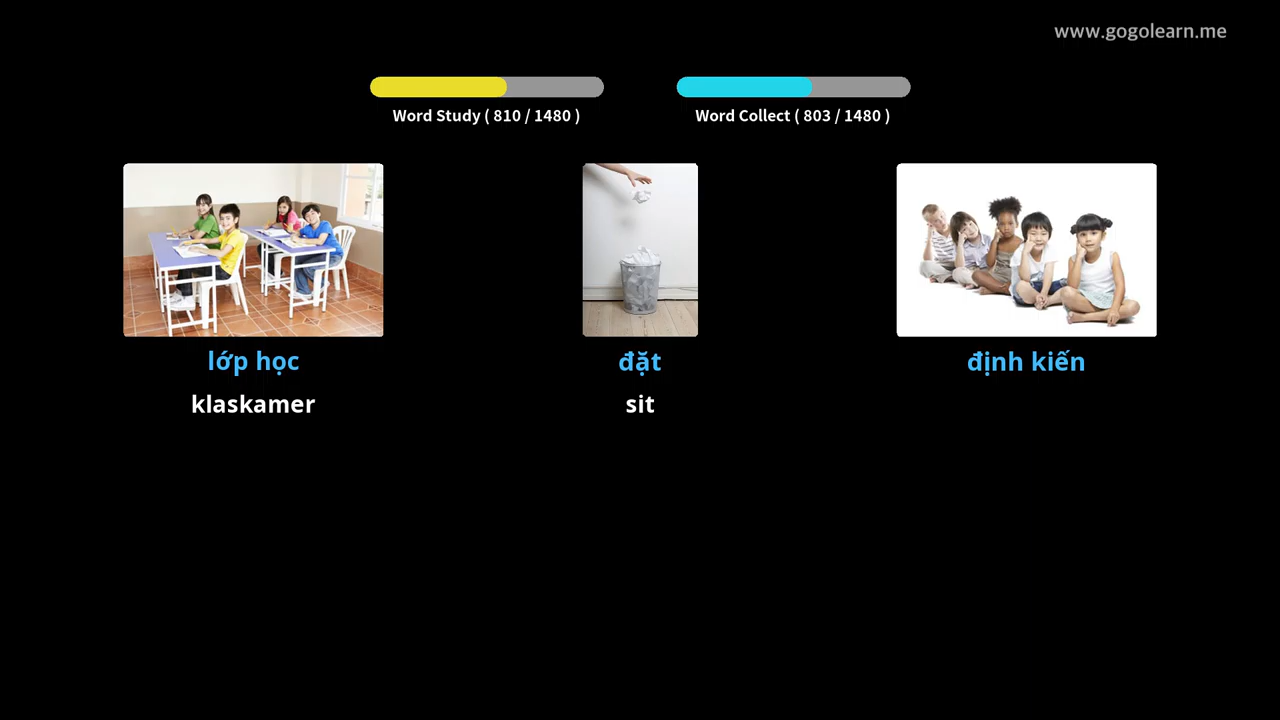 www.gogolearn.me
Word Study ( 810 / 1480 )
Word Collect ( 803 / 1480 )
lớp học
klaskamer
đặt
sit
định kiến